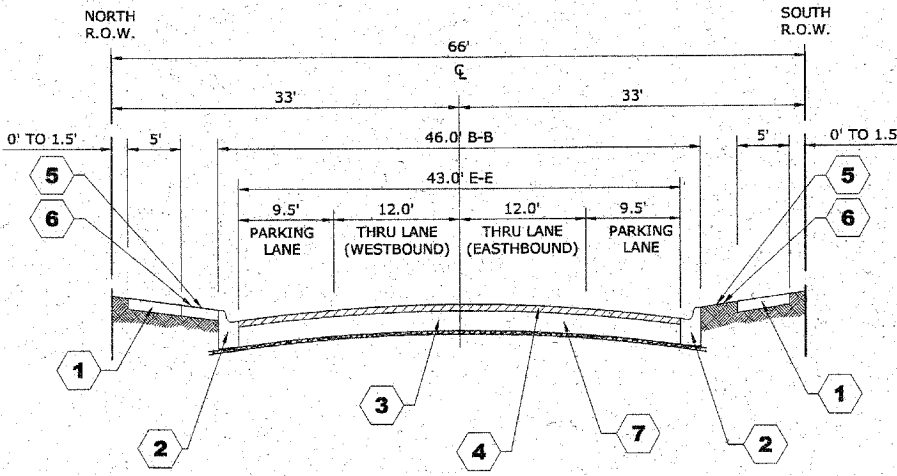 NORTH
R.O.W.
SOUTH
R.O.W.
66'
℄
33'
33'
0' TO 1.5'
5'
46.0' B-B
5'
0' TO 1.5'
43.0' E-E
5
6
5
6
9.5'
12.0'
12.0'
9.5'
PARKING
LANE
THRU LANE
(WESTBOUND)
THRU LANE
(EASTHBOUND)
PARKING
LANE
1
2
3
4
7
2
1